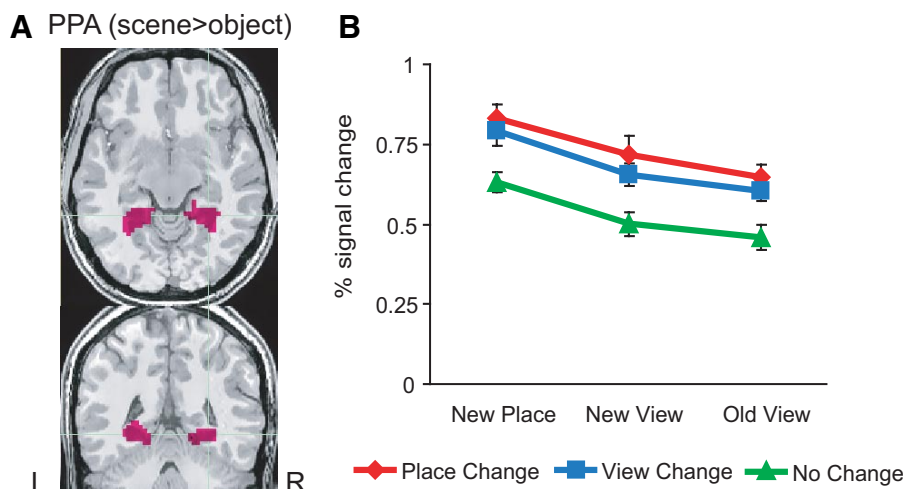 A PPA (scene>object)
L R
B
1
0.75
0.5
0.25
0
% signal change
New Place New View Old View
Place Change View Change No Change